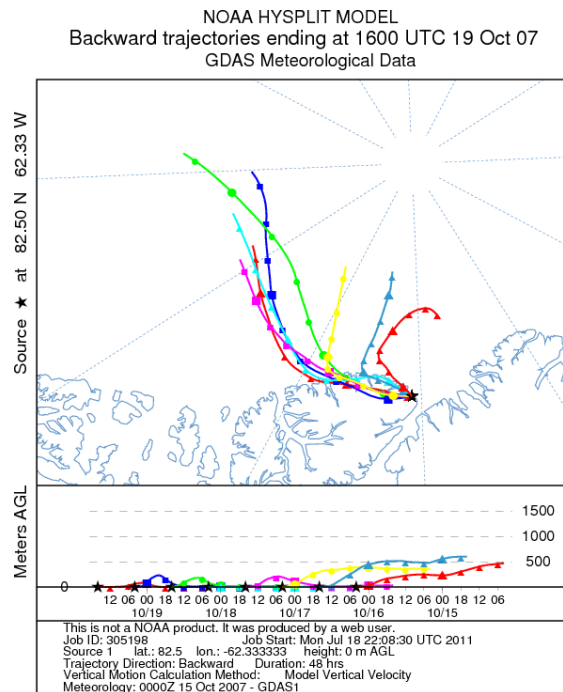 NOAA HYSPLIT MODEL
Backward trajectories ending at 1600 UTC 19 Oct 07
GDAS Meteorological Data
Source ★ at 82.50 N 62.33 W
Meters AGL
1500
1000
500
0
12 06 00 18 12 06 00 18 12 06 00 18 12 06 00 18 12 06 00 18 12 06
10/19 10/18 10/17 10/16 10/15
This is not a NOAA product. It was produced by a web user.
Job ID: 305198 Job Start: Mon Jul 18 22:08:30 UTC 2011
Source 1 lat.: 82.5 lon.: -62.333333 height: 0 m AGL
Trajectory Direction: Backward Duration: 48 hrs
Vertical Motion Calculation Method: Model Vertical Velocity
Meteorology: 0000Z 15 Oct 2007 - GDAS1